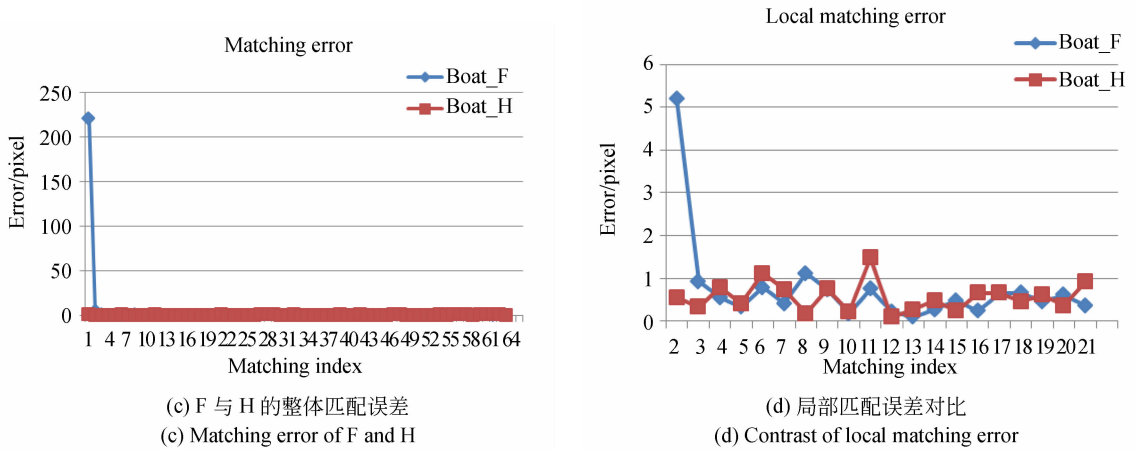 Matching error
Boat_F
Boat_H
250
200
150
100
50
0
Error/pixel
1 4 7 10 13 16 19 22 25 28 31 34 37 40 43 46 49 52 55 58 61 64
Matching index
(c) F 与 H 的整体匹配误差
(c) Matching error of F and H
Local matching error
Boat_F
Boat_H
6
5
4
3
2
1
0
Error/pixel
2 3 4 5 6 7 8 9 10 11 12 13 14 15 16 17 18 19 20 21
Matching index
(d) 局部匹配误差对比
(d) Contrast of local matching error